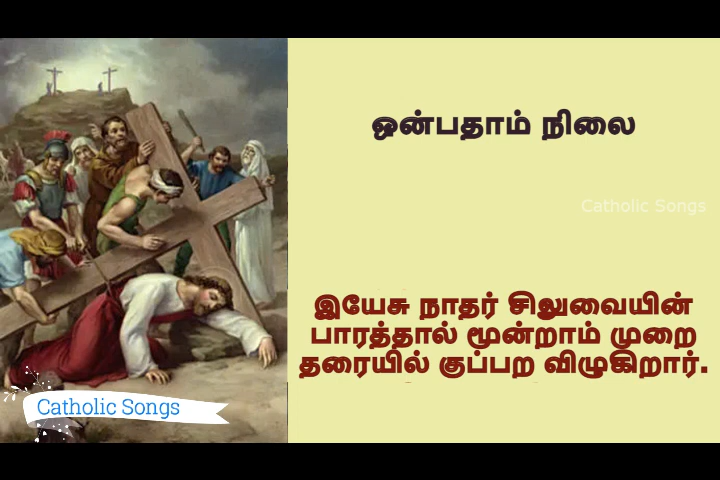 ஒன்பதாம் நிலை
Catholic Songs
இயேசு நாதர் சிலுவையின்
பாரத்தால் மூன்றாம் முறை
தரையில் குப்பற விழுகிறார்.
Catholic Songs